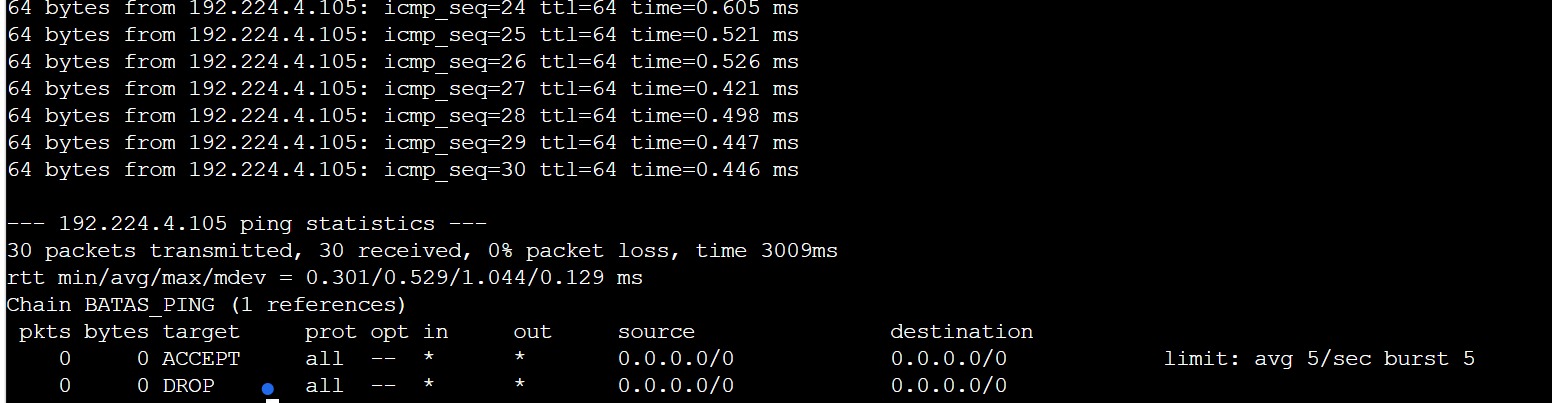 64 bytes from 192.224.4.105: icmp_seq=24 ttl=64 time=0.605 ms
64 bytes from 192.224.4.105: icmp_seq=25 ttl=64 time=0.521 ms
64 bytes from 192.224.4.105: icmp_seq=26 ttl=64 time=0.526 ms
64 bytes from 192.224.4.105: icmp_seq=27 ttl=64 time=0.421 ms
64 bytes from 192.224.4.105: icmp_seq=28 ttl=64 time=0.498 ms
64 bytes from 192.224.4.105: icmp_seq=29 ttl=64 time=0.447 ms
64 bytes from 192.224.4.105: icmp_seq=30 ttl=64 time=0.446 ms
--- 192.224.4.105 ping statistics ---
30 packets transmitted, 30 received, 0% packet loss, time 3009ms
rtt min/avg/max/mdev = 0.301/0.529/1.044/0.129 ms
Chain BATAS_PING (1 references)
pkts bytes target prot opt in out source destination
0 0 ACCEPT all -- * * 0.0.0.0/0 0.0.0.0/0 limit: avg 5/sec burst 5
0 0 DROP all -- * * 0.0.0.0/0 0.0.0.0/0